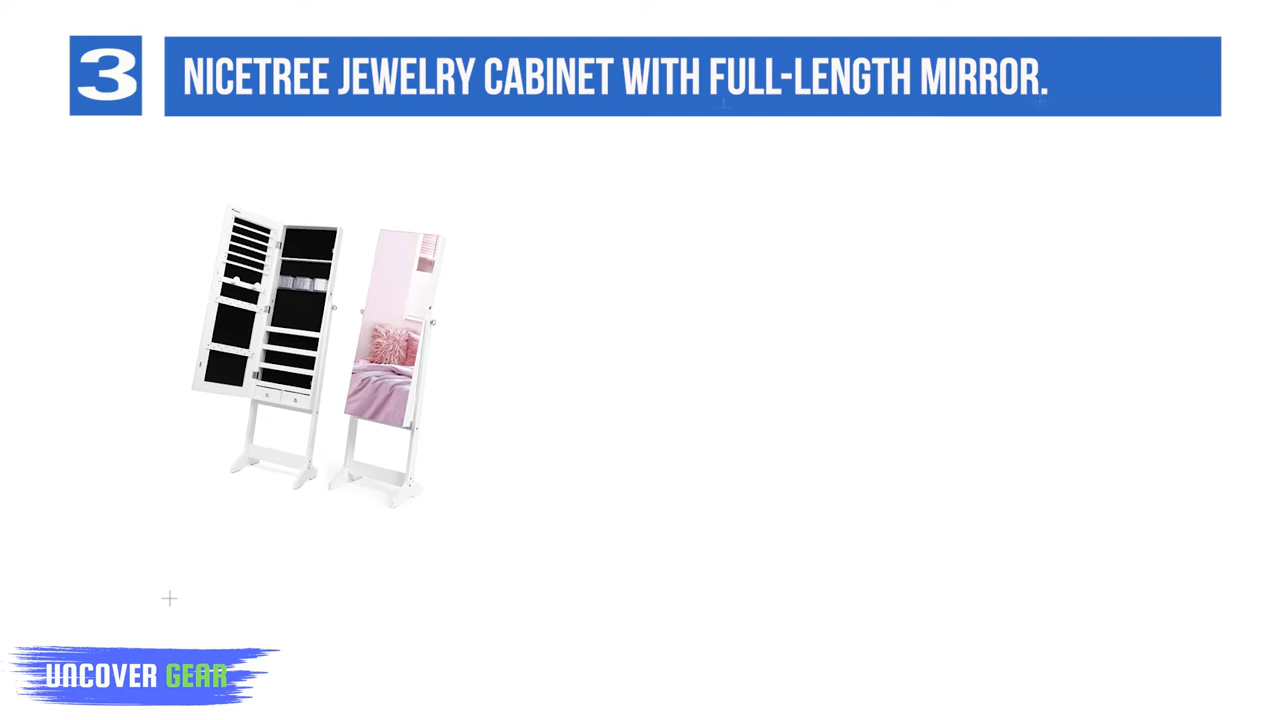 3
NICETREE JEWELRY CABINET WITH FULL-LENGTH MIRROR.
UNCOVER GEAR